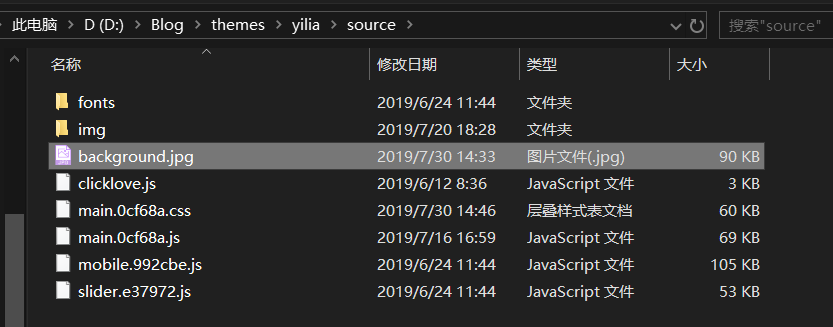 此电脑 › D (D:) › Blog › themes › yilia › source › 搜索"source"
名称 修改日期 类型 大小
fonts 2019/6/24 11:44 文件夹
img 2019/7/20 18:28 文件夹
background.jpg 2019/7/30 14:33 图片文件(.jpg) 90 KB
clicklove.js 2019/6/12 8:36 JavaScript 文件 3 KB
main.0cf68a.css 2019/7/30 14:46 层叠样式表文档 60 KB
main.0cf68a.js 2019/7/16 16:59 JavaScript 文件 69 KB
mobile.992cbe.js 2019/6/24 11:44 JavaScript 文件 105 KB
slider.e37972.js 2019/6/24 11:44 JavaScript 文件 53 KB